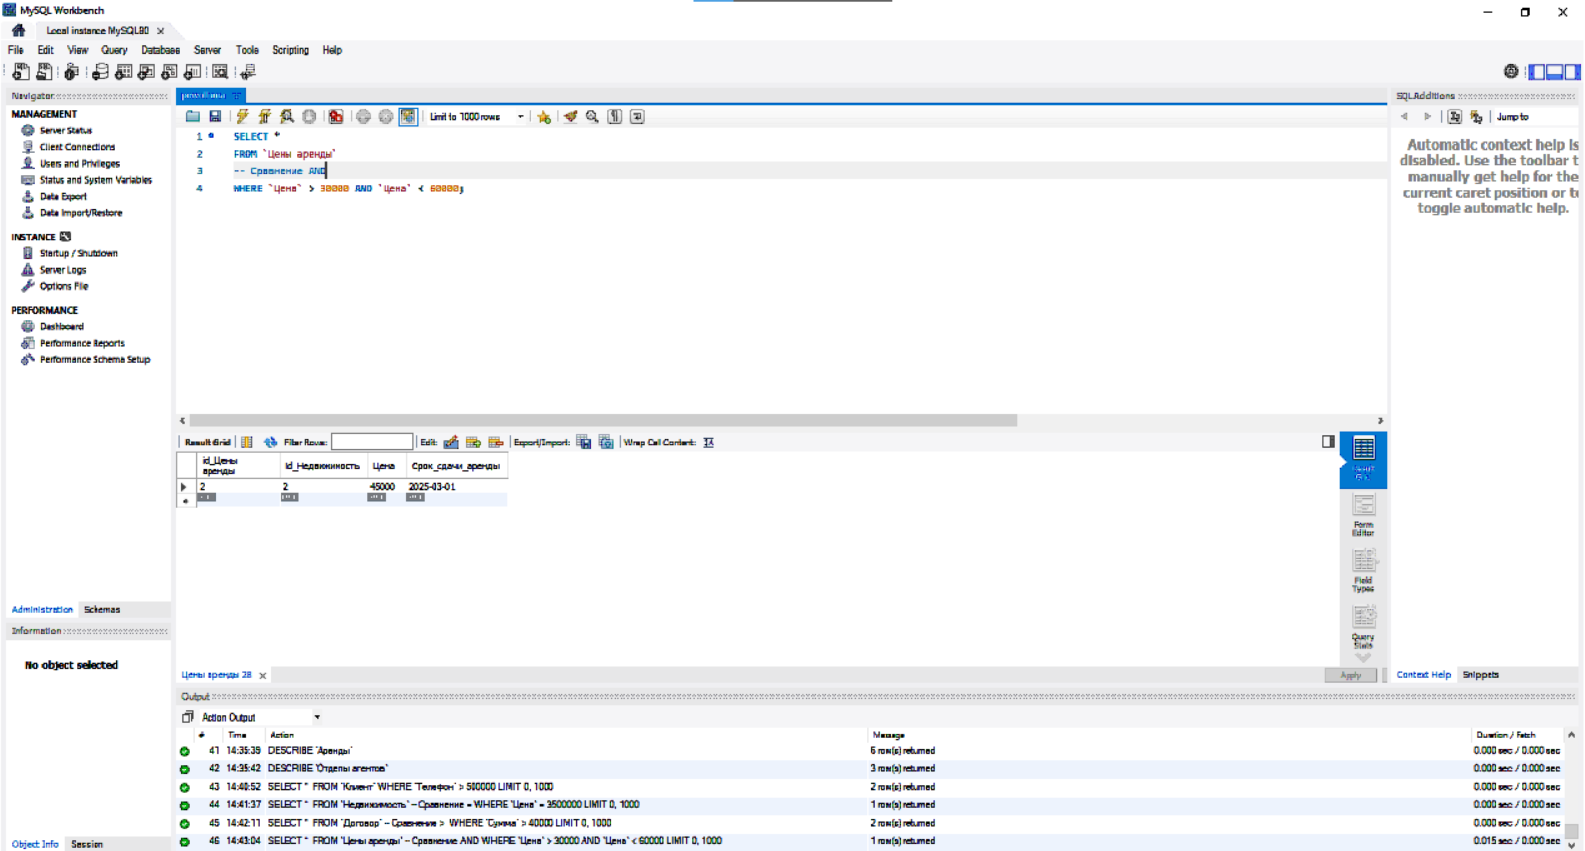 MySQL Workbench
Local instance MySQL80 ×
File Edit View Query Database Server Tools Scripting Help
Navigator
MANAGEMENT
Server Status
Client Connections
Users and Privileges
Status and System Variables
Data Export
Data Import/Restore
INSTANCE
Startup / Shutdown
Server Logs
Options File
PERFORMANCE
Dashboard
Performance Reports
Performance Schema Setup
Administration Schemas
Information
No object selected
Object Info Session
Limit to 1000 rows
1 SELECT *
2 FROM `Цены аренды`
3 -- Сравнение AND
4 WHERE `Цена` > 30000 AND `Цена` < 60000;
Result Grid Filter Rows: Edit: Export/Import: Wrap Cell Content:
id_Цены аренды id_Недвижимость Цена Срок_сдачи_аренды
2 2 45000 2025-03-01
Form Editor
Field Types
Query Stats
Цены аренды 28 ×
Apply
SQLAdditions
Jump to
Automatic context help is
disabled. Use the toolbar t
manually get help for the
current caret position or to
toggle automatic help.
Context Help Snippets
Output
Action Output
# Time Action Message Duration / Fetch
41 14:35:39 DESCRIBE `Аренды` 6 row(s) returned 0.000 sec / 0.000 sec
42 14:35:42 DESCRIBE `Отделы агентов` 3 row(s) returned 0.000 sec / 0.000 sec
43 14:40:52 SELECT * FROM `Клиент` WHERE `Телефон` > 500000 LIMIT 0, 1000 2 row(s) returned 0.000 sec / 0.000 sec
44 14:41:37 SELECT * FROM `Недвижимость` -- Сравнение = WHERE `Цена` = 3500000 LIMIT 0, 1000 1 row(s) returned 0.000 sec / 0.000 sec
45 14:42:11 SELECT * FROM `Договор` -- Сравнение > WHERE `Сумма` > 40000 LIMIT 0, 1000 2 row(s) returned 0.000 sec / 0.000 sec
46 14:43:04 SELECT * FROM `Цены аренды` -- Сравнение AND WHERE `Цена` > 30000 AND `Цена` < 60000 LIMIT 0, 1000 1 row(s) returned 0.015 sec / 0.000 sec